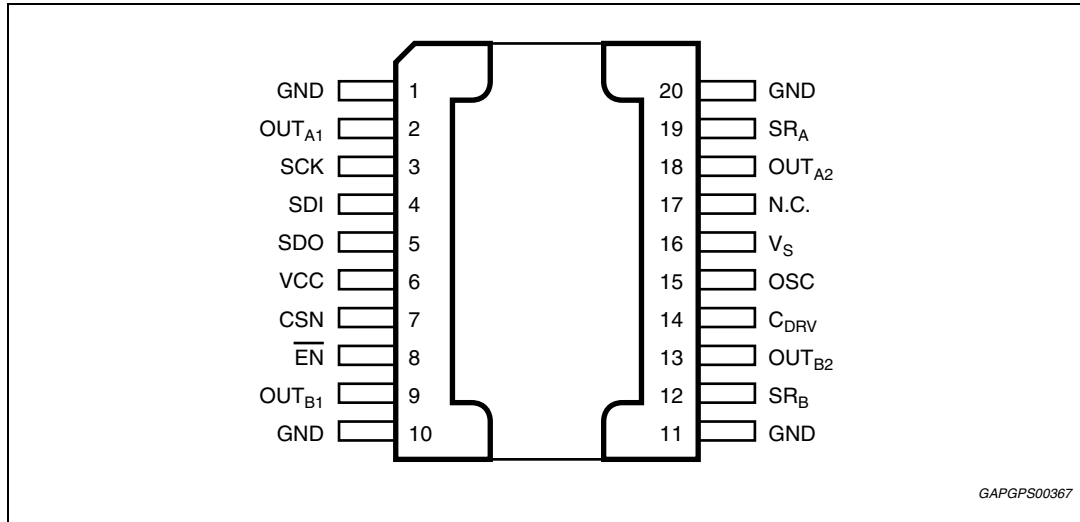 GND 1 20 GND
OUTA1 2 19 SRA
SCK 3 18 OUTA2
SDI 4 17 N.C.
SDO 5 16 VS
VCC 6 15 OSC
CSN 7 14 CDRV
EN 8 13 OUTB2
OUTB1 9 12 SRB
GND 10 11 GND
GAPGPS00367